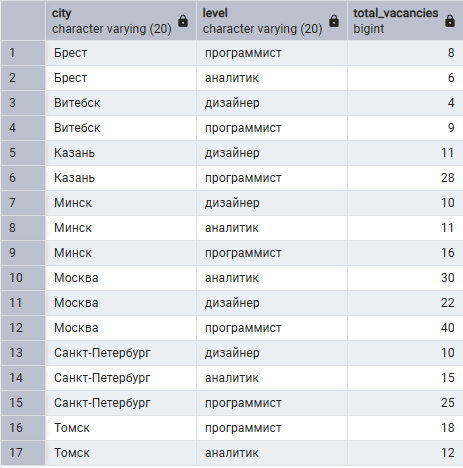 city level total_vacancies
character varying (20) character varying (20) bigint
1 Брест программист 8
2 Брест аналитик 6
3 Витебск дизайнер 4
4 Витебск программист 9
5 Казань дизайнер 11
6 Казань программист 28
7 Минск дизайнер 10
8 Минск аналитик 11
9 Минск программист 16
10 Москва аналитик 30
11 Москва дизайнер 22
12 Москва программист 40
13 Санкт-Петербург дизайнер 10
14 Санкт-Петербург аналитик 15
15 Санкт-Петербург программист 25
16 Томск программист 18
17 Томск аналитик 12